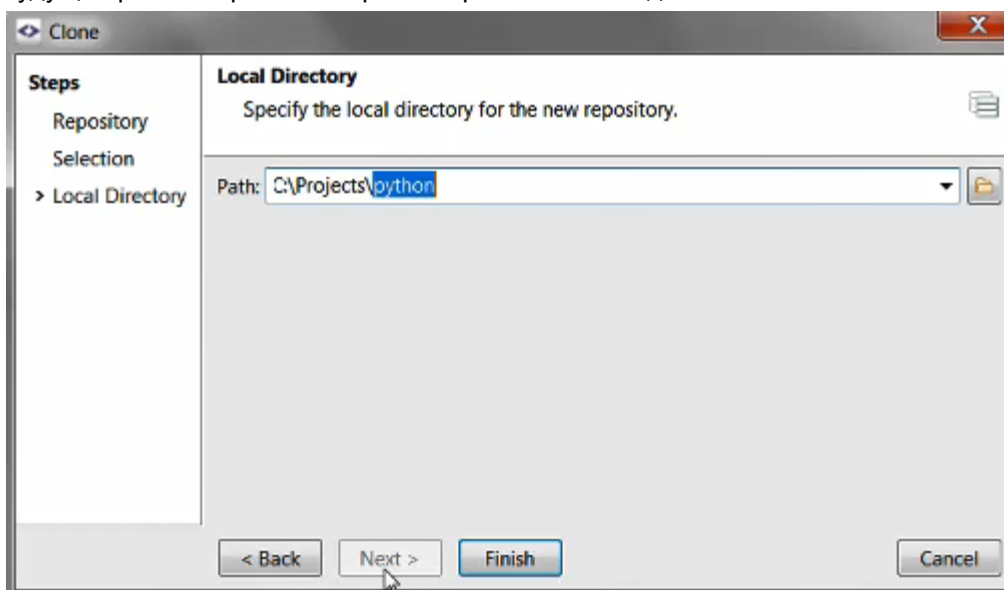 Clone
X
Steps
Repository
Selection
> Local Directory
Local Directory
Specify the local directory for the new repository.
Path: C:\Projects\python
< Back
Next >
Finish
Cancel